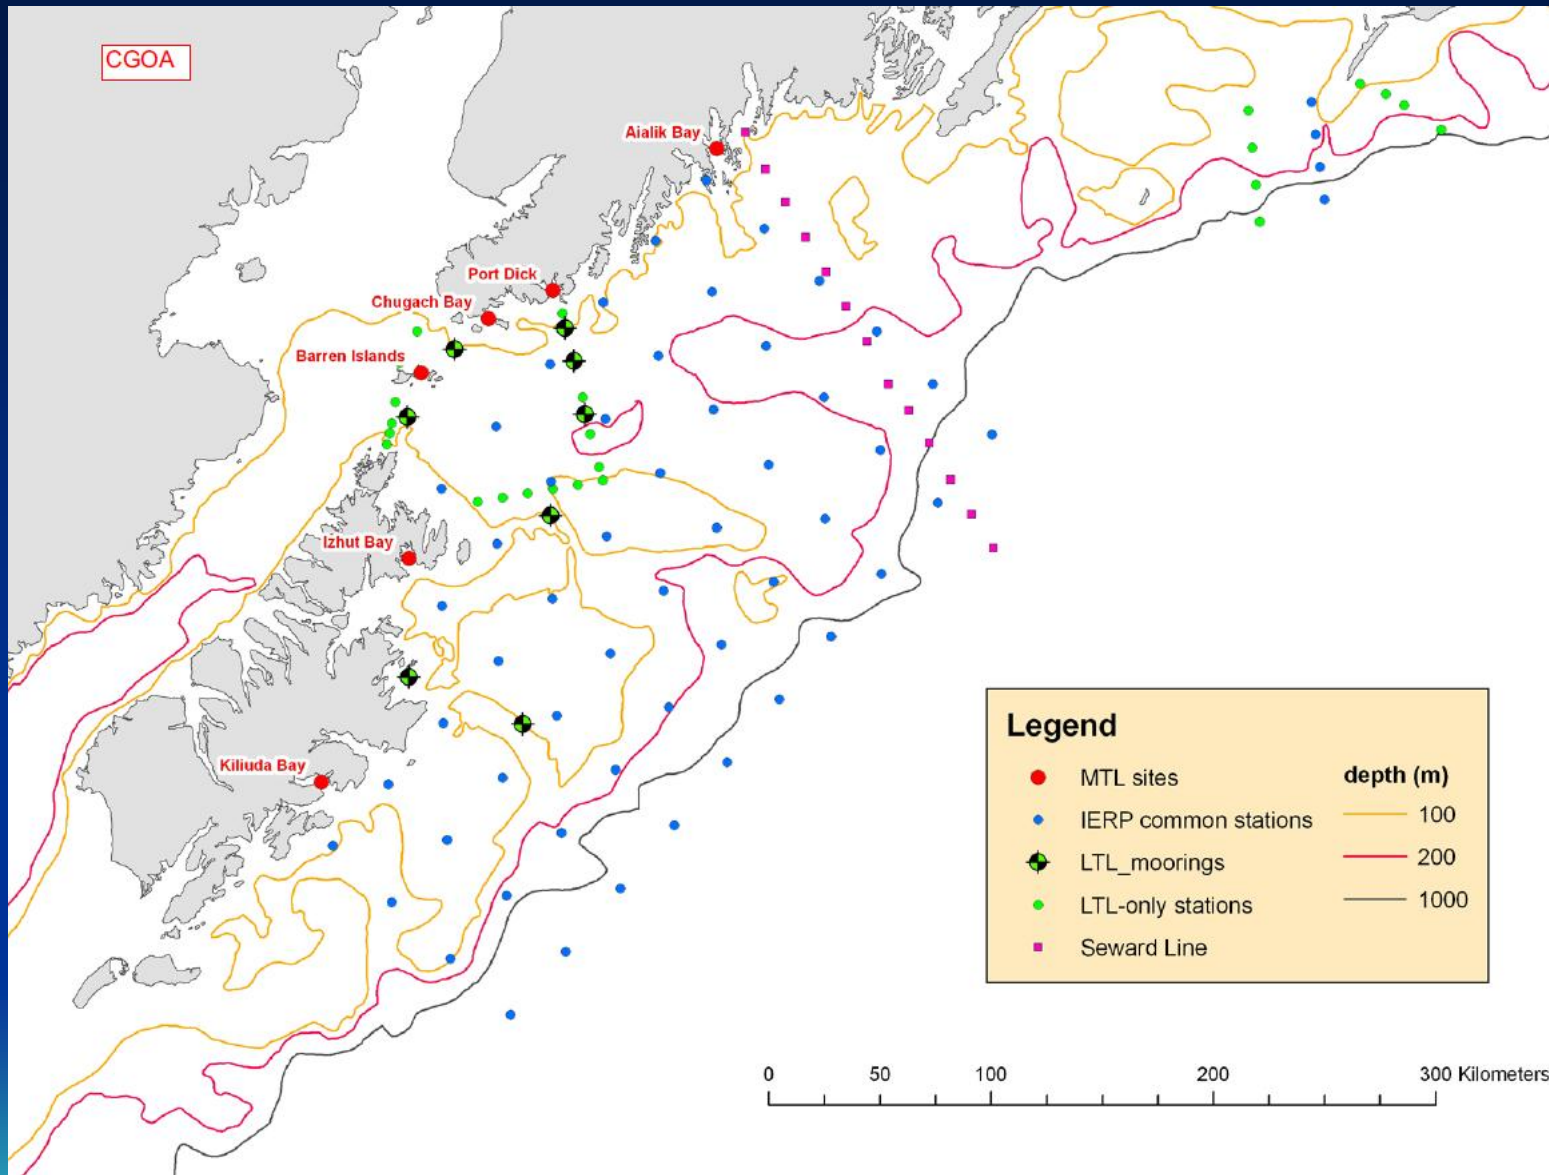 CGOA
Aialik Bay
Port Dick
Chugach Bay
Barren Islands
Izhut Bay
Kiliuda Bay
Legend
MTL sites
IERP common stations
LTL_moorings
LTL-only stations
Seward Line
depth (m)
100
200
1000
0 50 100 200 300 Kilometers